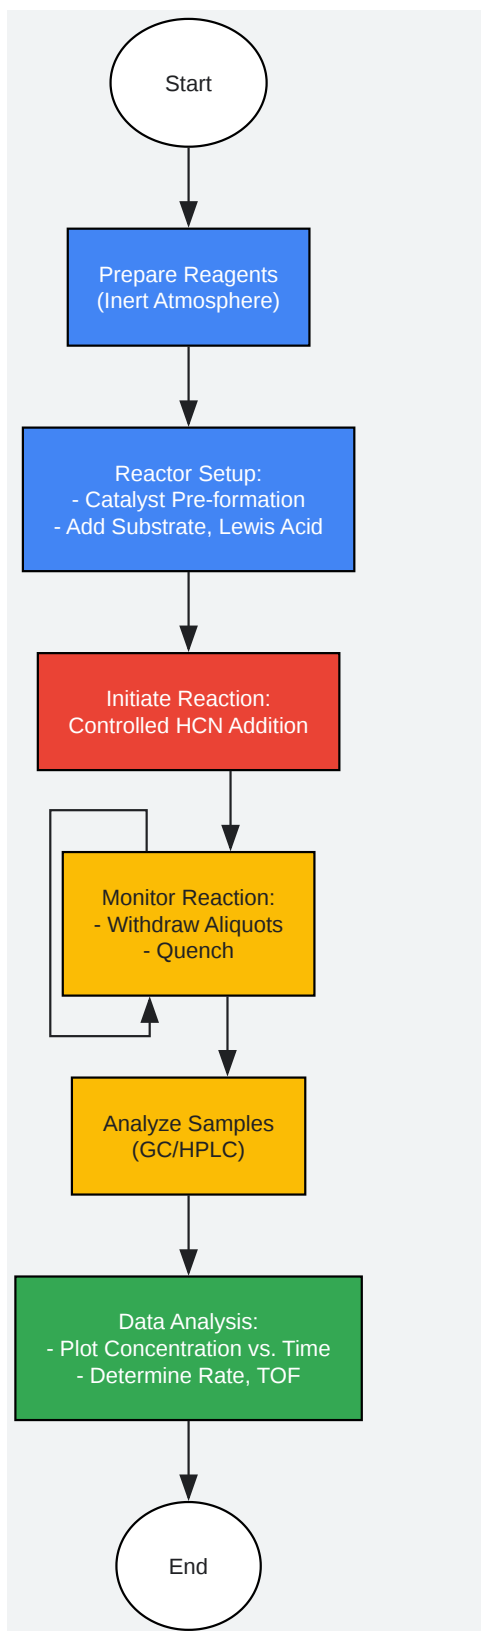 Start
Prepare Reagents
(Inert Atmosphere)
Reactor Setup:
- Catalyst Pre-formation
- Add Substrate, Lewis Acid
Initiate Reaction:
Controlled HCN Addition
Monitor Reaction:
- Withdraw Aliquots
- Quench
Analyze Samples
(GC/HPLC)
Data Analysis:
- Plot Concentration vs. Time
- Determine Rate, TOF
End